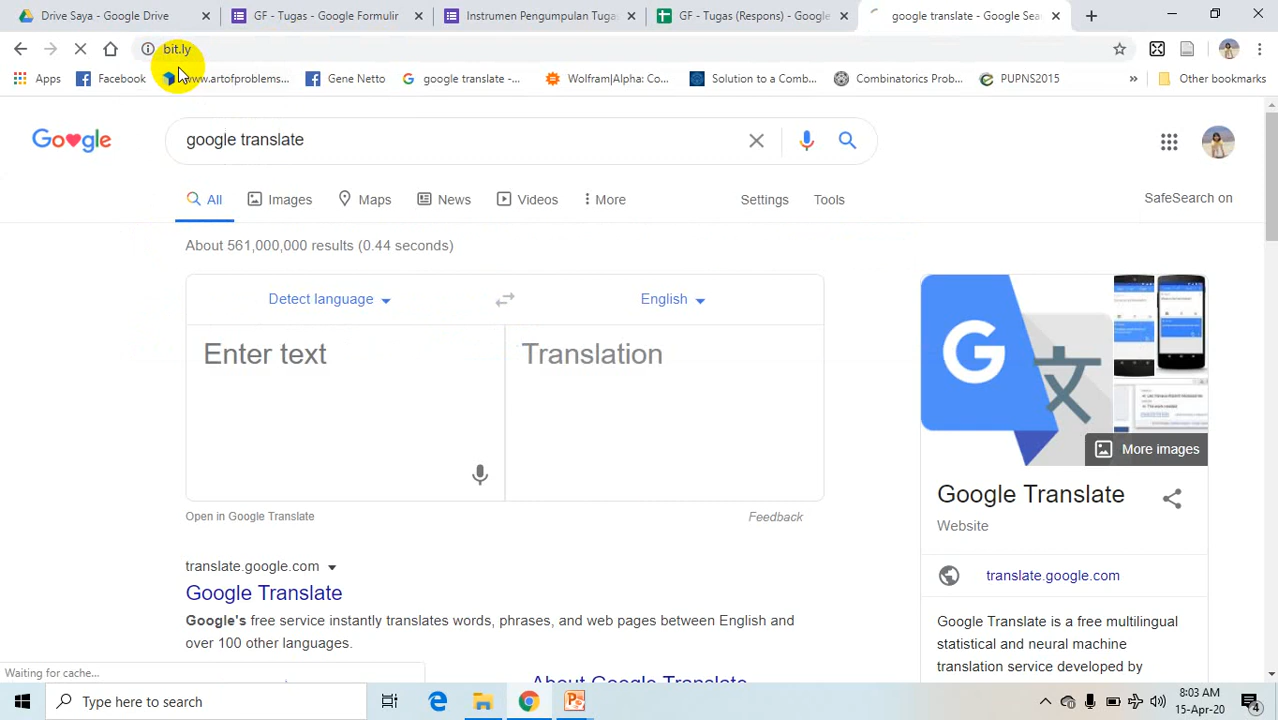 Drive Saya - Google Drive
GF - Tugas - Google Formulir
Instrumen Pengumpulan Tugas
GF - Tugas (Respons) - Google
google translate - Google Sea
bit.ly
Apps
Facebook
www.artofproblems...
Gene Netto
google translate -...
WolframAlpha: Co...
Solution to a Comb...
Combinatorics Prob...
PUPNS2015
»
Other bookmarks
Google
google translate
All
Images
Maps
News
Videos
More
Settings
Tools
SafeSearch on
About 561,000,000 results (0.44 seconds)
Detect language
English
Enter text
Translation
Open in Google Translate
Feedback
More images
Google Translate
Website
translate.google.com
Google Translate is a free multilingual
statistical and neural machine
translation service developed by
translate.google.com
Google Translate
Google's free service instantly translates words, phrases, and web pages between English and
over 100 other languages.
About Google Translate
Waiting for cache...
Type here to search
8:03 AM
15-Apr-20
4